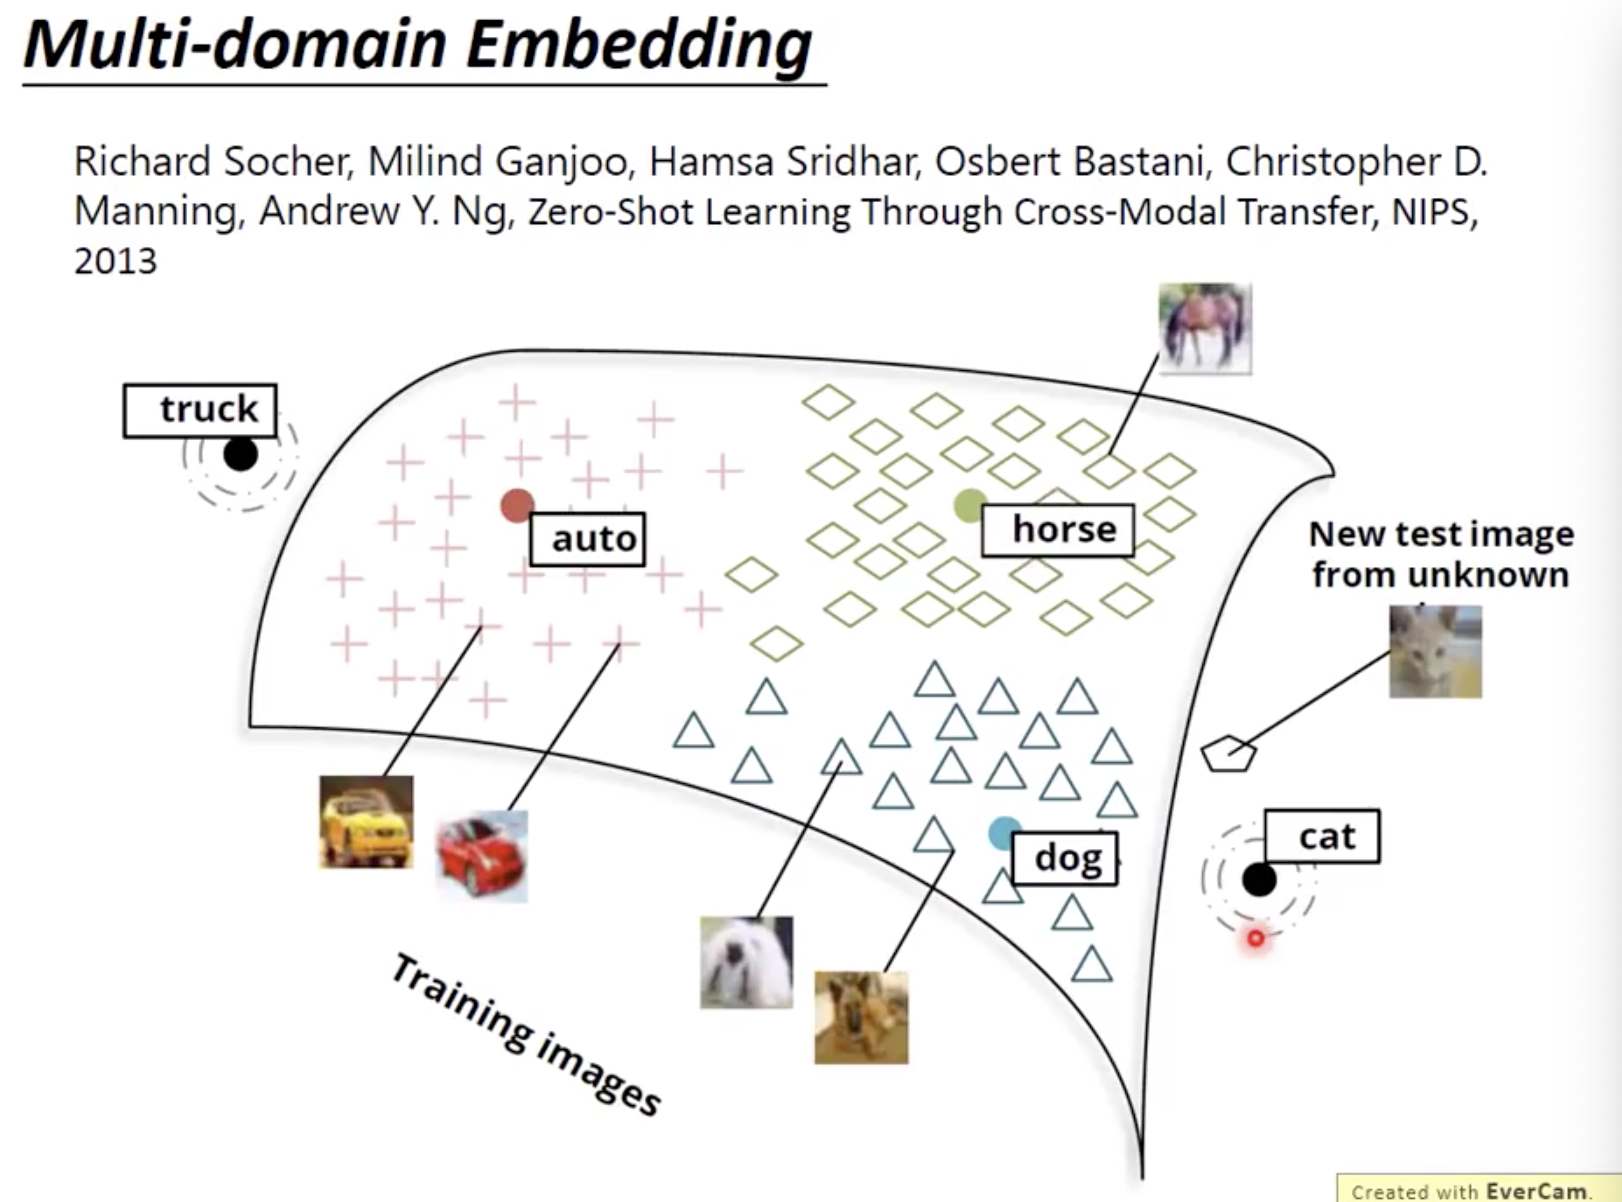 Multi-domain Embedding
Richard Socher, Milind Ganjoo, Hamsa Sridhar, Osbert Bastani, Christopher D.
Manning, Andrew Y. Ng, Zero-Shot Learning Through Cross-Modal Transfer, NIPS,
2013
truck
auto
horse
New test image
from unknown
cat
dog
Training images
Created with EverCam.